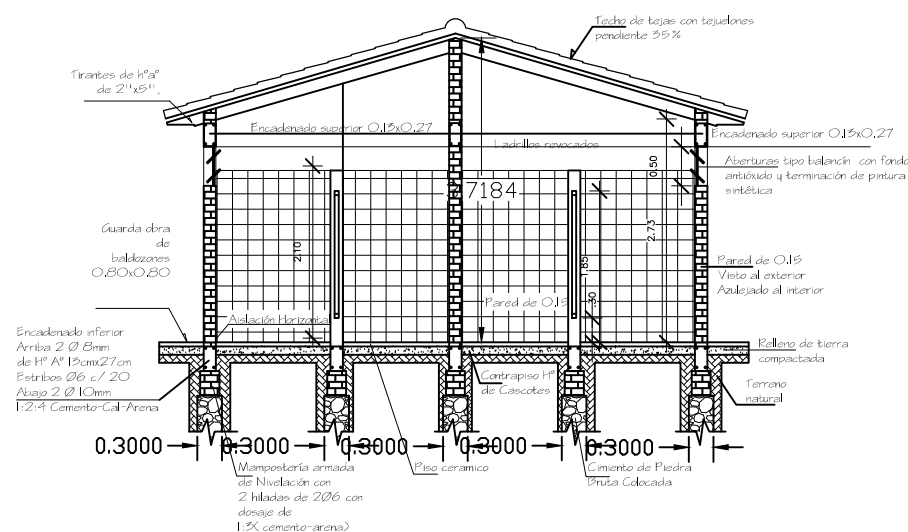 Techo de tejas con tejuelones
pendiente 35%
Tirantes de hºaº
de 2"x5",
Encadenado superior 0.13x0.27
Encadenado superior 0.13x0.27
Ladrillos revocados
Aberturas tipo balancín con fondo
antióxido y terminación de pintura
sintética
0.50
7184
2.10
2.73
1.85
.30
Guarda obra
de
baldozones
0.80x0.80
Pared de 0.15
Visto al exterior
Azulejado al interior
Pared de 0.15
Aislación Horizontal
Encadenado inferior
Arriba 2 Ø 8mm
de Hº Aº 13cmx27cm
Estribos Ø6 c/ 20
Abajo 2 Ø 10mm
1:2:4 Cemento-Cal-Arena
Relleno de tierra
compactada
Contrapiso Hº
de Cascotes
Terreno
natural
0.3000
0.3000
0.3000
0.3000
0.3000
Mampostería armada
de Nivelación con
2 hiladas de 2Ø6 con
dosaje de
1:3( cemento-arena)
Piso ceramico
Cimiento de Piedra
Bruta Colocada